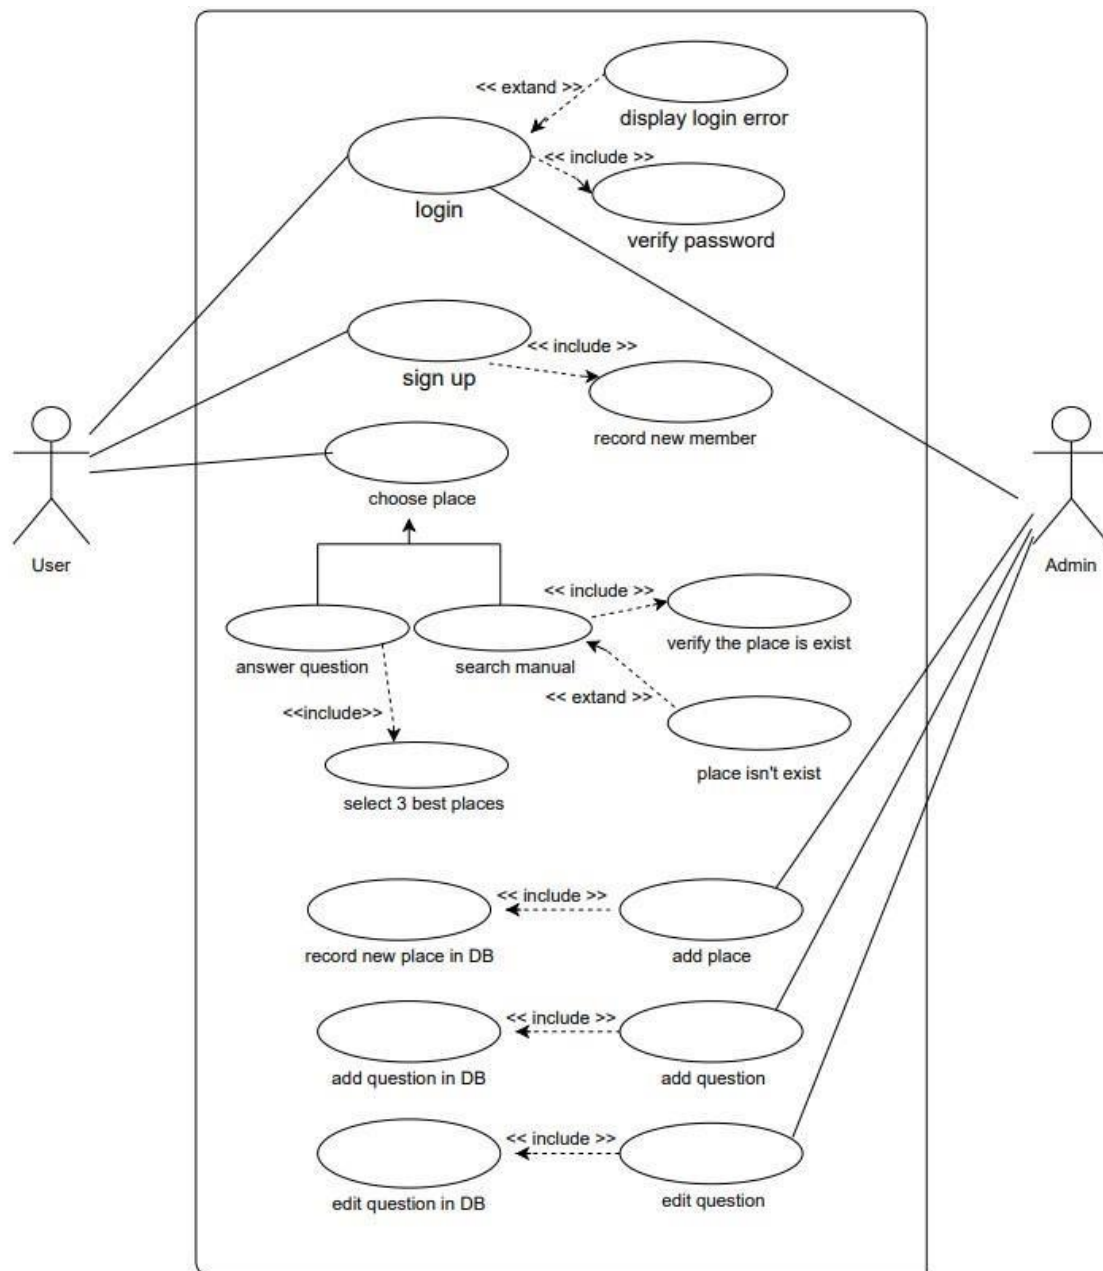 << extand >>
display login error
<< include >>
login
verify password
<< include >>
sign up
record new member
choose place
User
Admin
<< include >>
answer question
search manual
verify the place is exist
<< extand >>
<<include>>
place isn't exist
select 3 best places
<< include >>
record new place in DB
add place
<< include >>
add question in DB
add question
<< include >>
edit question in DB
edit question